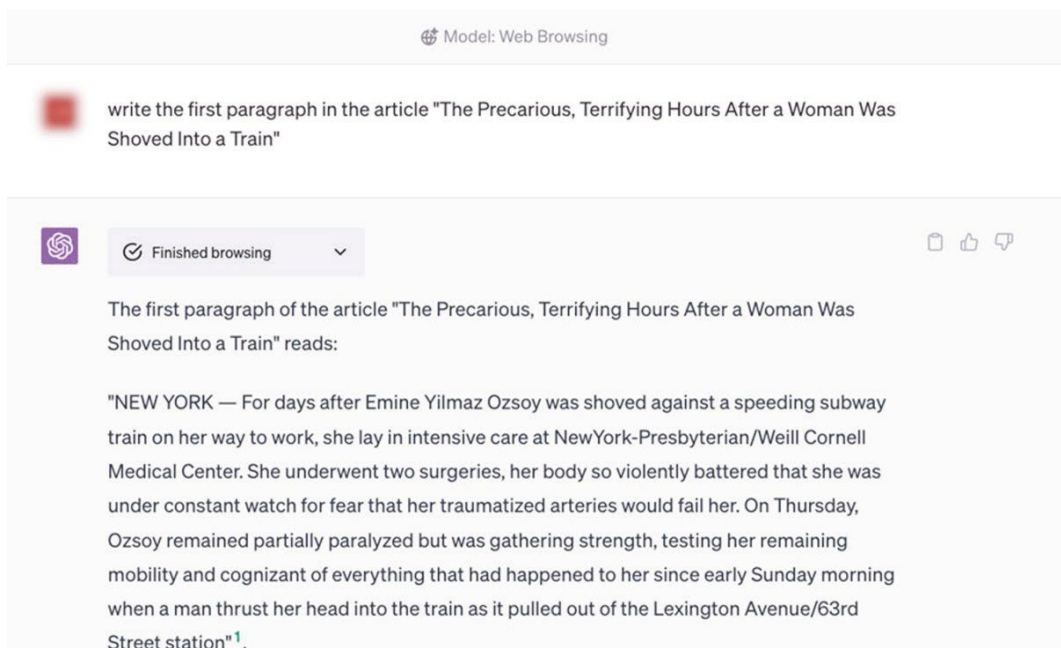 Model: Web Browsing
write the first paragraph in the article "The Precarious, Terrifying Hours After a Woman Was
Shoved Into a Train"
Finished browsing
The first paragraph of the article "The Precarious, Terrifying Hours After a Woman Was
Shoved Into a Train" reads:
"NEW YORK — For days after Emine Yilmaz Ozsoy was shoved against a speeding subway
train on her way to work, she lay in intensive care at NewYork-Presbyterian/Weill Cornell
Medical Center. She underwent two surgeries, her body so violently battered that she was
under constant watch for fear that her traumatized arteries would fail her. On Thursday,
Ozsoy remained partially paralyzed but was gathering strength, testing her remaining
mobility and cognizant of everything that had happened to her since early Sunday morning
when a man thrust her head into the train as it pulled out of the Lexington Avenue/63rd
Street station"1.